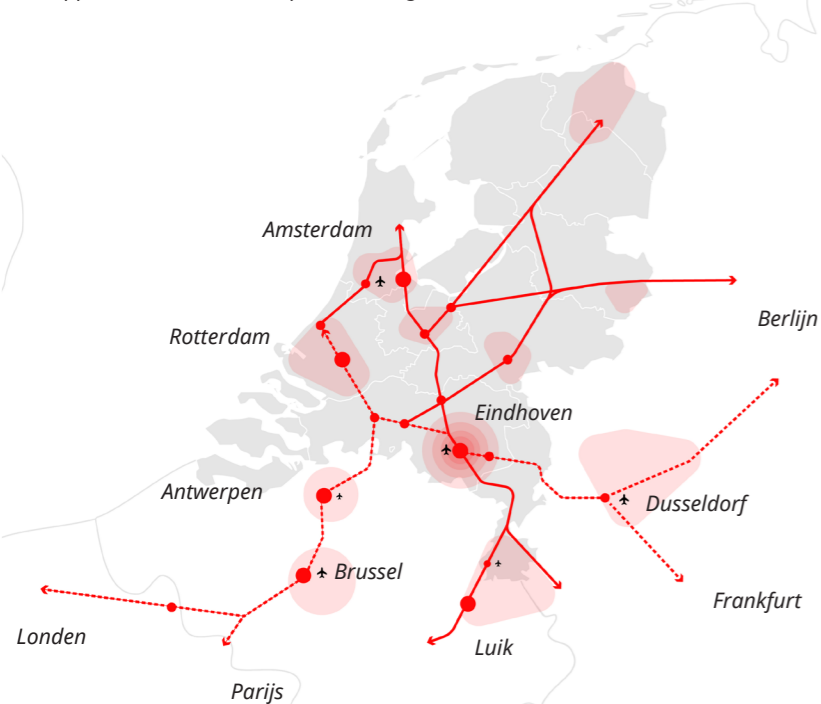 Amsterdam
Rotterdam
Berlijn
Eindhoven
Antwerpen
Dusseldorf
Brussel
Frankfurt
Londen
Luik
Parijs